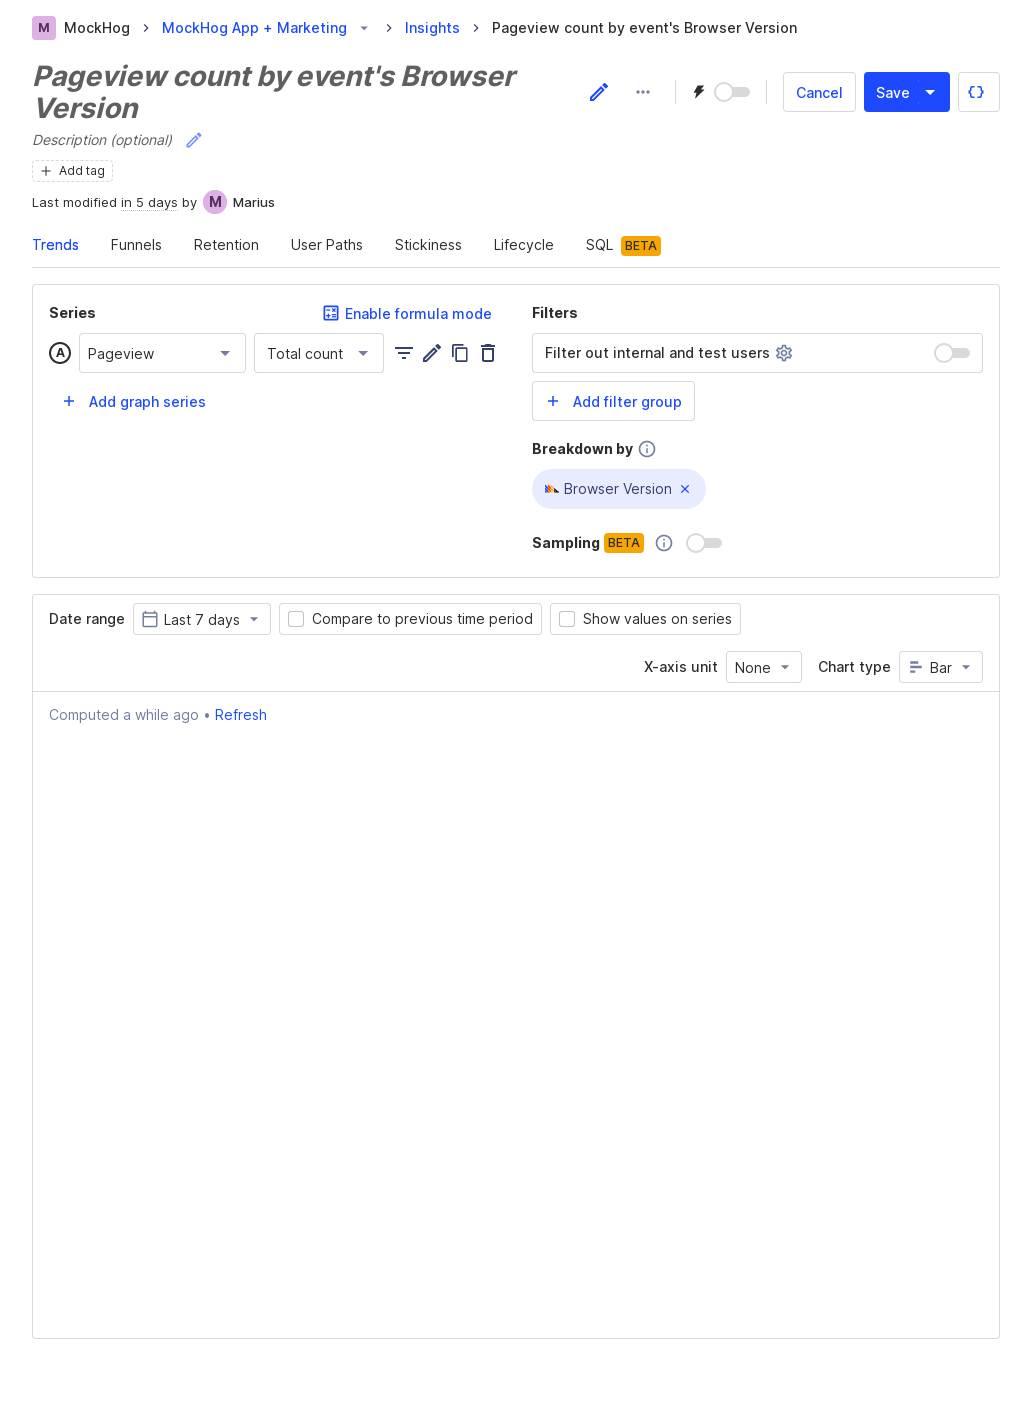 M MockHog MockHog App + Marketing Insights Pageview count by event's Browser Version
Pageview count by event's Browser
Version
Cancel Save
Description (optional)
Add tag
Last modified in 5 days by M Marius
Trends Funnels Retention User Paths Stickiness Lifecycle SQL BETA
Series Enable formula mode
A Pageview Total count
Add graph series
Filters
Filter out internal and test users
Add filter group
Breakdown by
Browser Version
Sampling BETA
Date range Last 7 days Compare to previous time period Show values on series
X-axis unit None Chart type Bar
Computed a while ago • Refresh